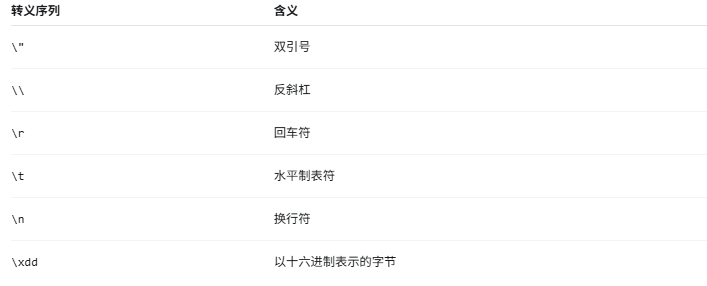 转义序列 含义
\" 双引号
\\ 反斜杠
\r 回车符
\t 水平制表符
\n 换行符
\xdd 以十六进制表示的字节